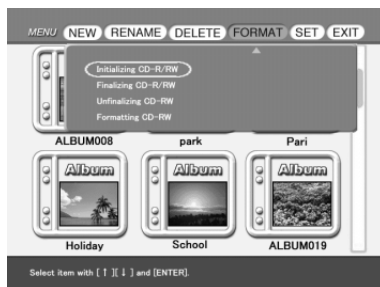 MENU NEW RENAME DELETE FORMAT SET EXIT
Initializing CD-R/RW
Finalizing CD-R/RW
Unfinalizing CD-R/RW
Formatting CD-RW
ALBUM008 park Pari
Album Album Album
Holiday School ALBUM019
Select item with [ ↑ ][ ↓ ] and [ENTER].